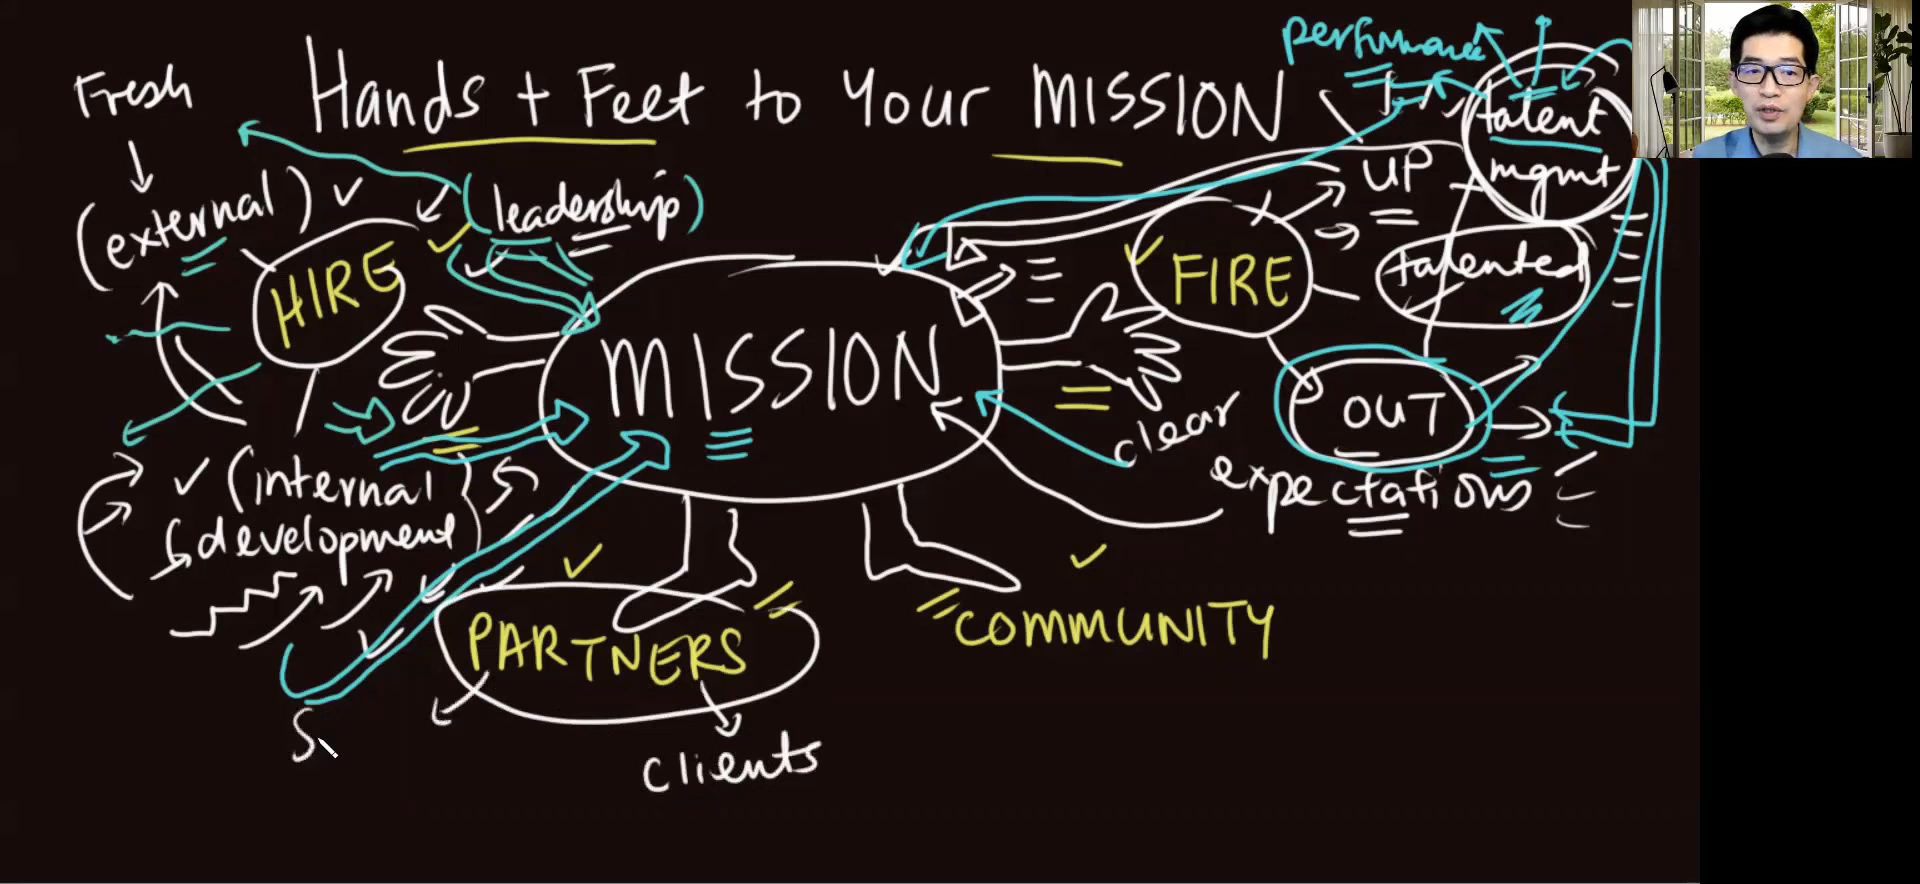 performance
Fresh
Hands + Feet to Your MISSION
talent
mgmt
(external)
(leadership)
UP
HIRE
FIRE
talented
MISSION
OUT
clear
expectations
(internal
development)
PARTNERS
COMMUNITY
clients
S